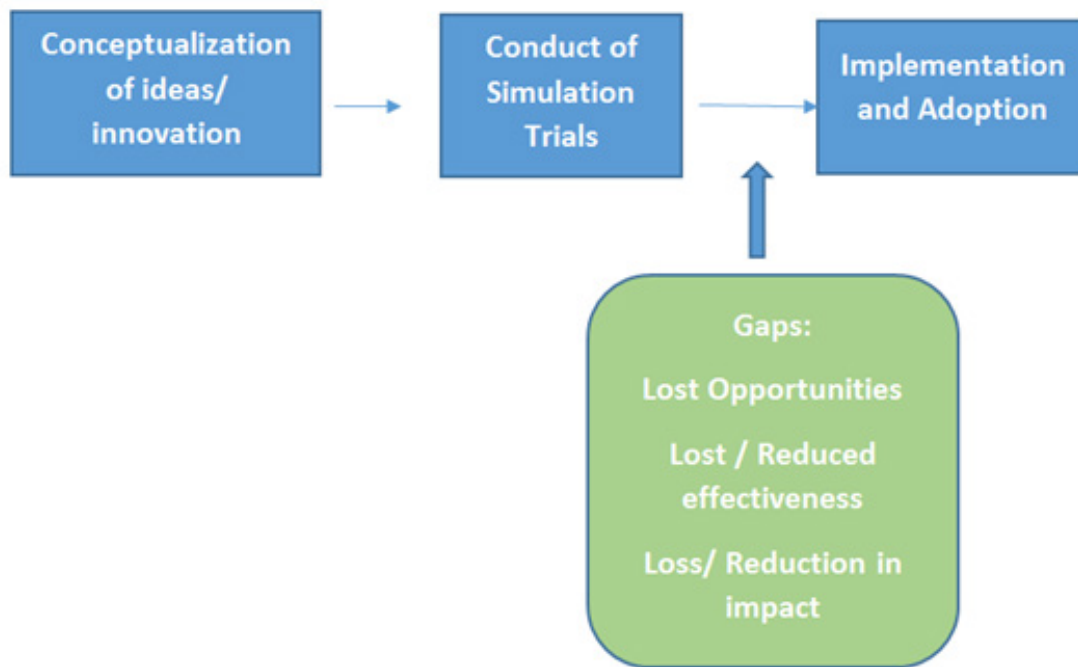 Conceptualization
of ideas/
innovation
Conduct of
Simulation
Trials
Implementation
and Adoption
Gaps:
Lost Opportunities
Lost / Reduced
effectiveness
Loss/ Reduction in
impact